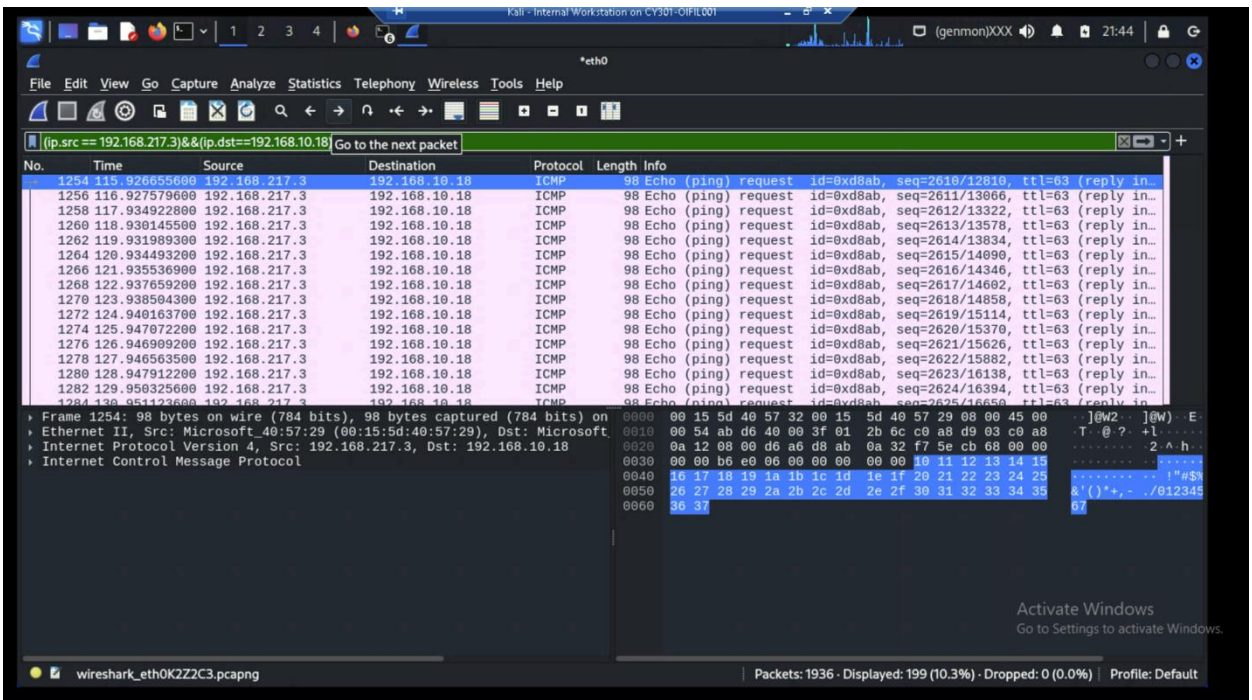 Kali - Internal Workstation on CY301-OIFIL001
1 2 3 4 (genmon)XXX 21:44
*eth0
File Edit View Go Capture Analyze Statistics Telephony Wireless Tools Help
(ip.src == 192.168.217.3)&&(ip.dst==192.168.10.18) Go to the next packet
No. Time Source Destination Protocol Length Info
1254 115.926655600 192.168.217.3 192.168.10.18 ICMP 98 Echo (ping) request id=0xd8ab, seq=2610/12810, ttl=63 (reply in…
1256 116.927579600 192.168.217.3 192.168.10.18 ICMP 98 Echo (ping) request id=0xd8ab, seq=2611/13066, ttl=63 (reply in…
1258 117.934922800 192.168.217.3 192.168.10.18 ICMP 98 Echo (ping) request id=0xd8ab, seq=2612/13322, ttl=63 (reply in…
1260 118.930145500 192.168.217.3 192.168.10.18 ICMP 98 Echo (ping) request id=0xd8ab, seq=2613/13578, ttl=63 (reply in…
1262 119.931989300 192.168.217.3 192.168.10.18 ICMP 98 Echo (ping) request id=0xd8ab, seq=2614/13834, ttl=63 (reply in…
1264 120.934493200 192.168.217.3 192.168.10.18 ICMP 98 Echo (ping) request id=0xd8ab, seq=2615/14090, ttl=63 (reply in…
1266 121.935536900 192.168.217.3 192.168.10.18 ICMP 98 Echo (ping) request id=0xd8ab, seq=2616/14346, ttl=63 (reply in…
1268 122.937659200 192.168.217.3 192.168.10.18 ICMP 98 Echo (ping) request id=0xd8ab, seq=2617/14602, ttl=63 (reply in…
1270 123.938504300 192.168.217.3 192.168.10.18 ICMP 98 Echo (ping) request id=0xd8ab, seq=2618/14858, ttl=63 (reply in…
1272 124.940163700 192.168.217.3 192.168.10.18 ICMP 98 Echo (ping) request id=0xd8ab, seq=2619/15114, ttl=63 (reply in…
1274 125.947072200 192.168.217.3 192.168.10.18 ICMP 98 Echo (ping) request id=0xd8ab, seq=2620/15370, ttl=63 (reply in…
1276 126.946909200 192.168.217.3 192.168.10.18 ICMP 98 Echo (ping) request id=0xd8ab, seq=2621/15626, ttl=63 (reply in…
1278 127.946563500 192.168.217.3 192.168.10.18 ICMP 98 Echo (ping) request id=0xd8ab, seq=2622/15882, ttl=63 (reply in…
1280 128.947912200 192.168.217.3 192.168.10.18 ICMP 98 Echo (ping) request id=0xd8ab, seq=2623/16138, ttl=63 (reply in…
1282 129.950325600 192.168.217.3 192.168.10.18 ICMP 98 Echo (ping) request id=0xd8ab, seq=2624/16394, ttl=63 (reply in…
1284 130.951123600 192.168.217.3 192.168.10.18 ICMP 98 Echo (ping) request id=0xd8ab, seq=2625/16650, ttl=63 (reply in…
Frame 1254: 98 bytes on wire (784 bits), 98 bytes captured (784 bits) on
Ethernet II, Src: Microsoft_40:57:29 (00:15:5d:40:57:29), Dst: Microsoft_
Internet Protocol Version 4, Src: 192.168.217.3, Dst: 192.168.10.18
Internet Control Message Protocol
0000 00 15 5d 40 57 32 00 15 5d 40 57 29 08 00 45 00 ··]@W2·· ]@W)··E·
0010 00 54 ab d6 40 00 3f 01 2b 6c c0 a8 d9 03 c0 a8 ·T··@·?· +l······
0020 0a 12 08 00 d6 a6 d8 ab 0a 32 f7 5e cb 68 00 00 ········ ·2·^·h··
0030 00 00 b6 e0 06 00 00 00 00 00 10 11 12 13 14 15 ········ ········
0040 16 17 18 19 1a 1b 1c 1d 1e 1f 20 21 22 23 24 25 ········ ·· !"#$%
0050 26 27 28 29 2a 2b 2c 2d 2e 2f 30 31 32 33 34 35 &'()*+,- ./012345
0060 36 37 67
Activate Windows
Go to Settings to activate Windows.
wireshark_eth0K2Z2C3.pcapng Packets: 1936 · Displayed: 199 (10.3%) · Dropped: 0 (0.0%) Profile: Default